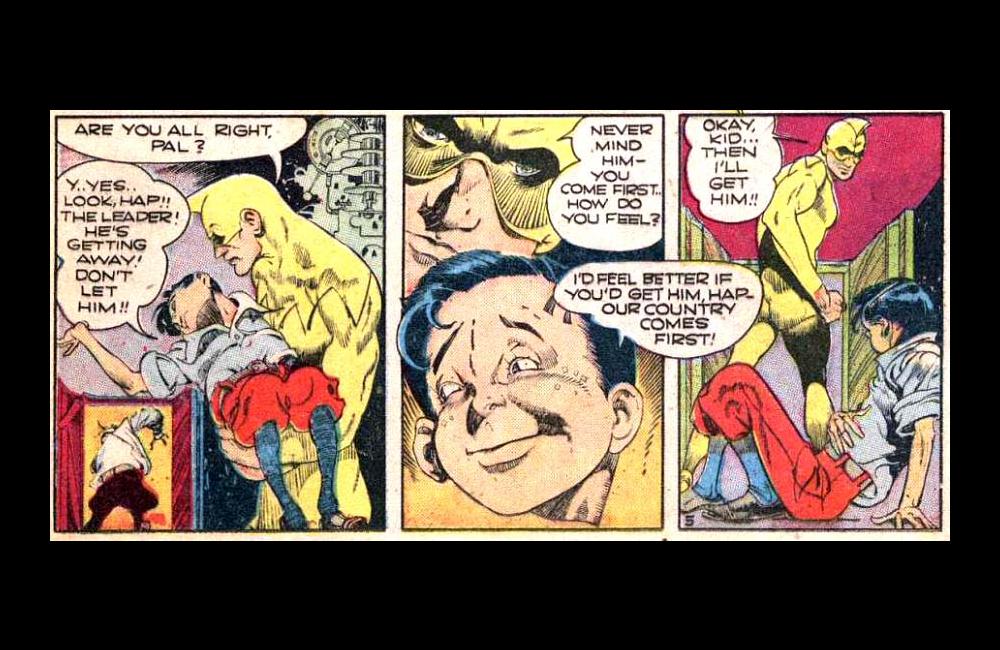 ARE YOU ALL RIGHT,
PAL?
Y..YES..
LOOK, HAP!!
THE LEADER!
HE'S
GETTING
AWAY!
DON'T
LET
HIM!!
NEVER
MIND
HIM-
YOU
COME FIRST..
HOW DO
YOU FEEL?
I'D FEEL BETTER IF
YOU'D GET HIM, HAP-
OUR COUNTRY
COMES
FIRST!
OKAY,
KID...
THEN
I'LL
GET
HIM!!
5